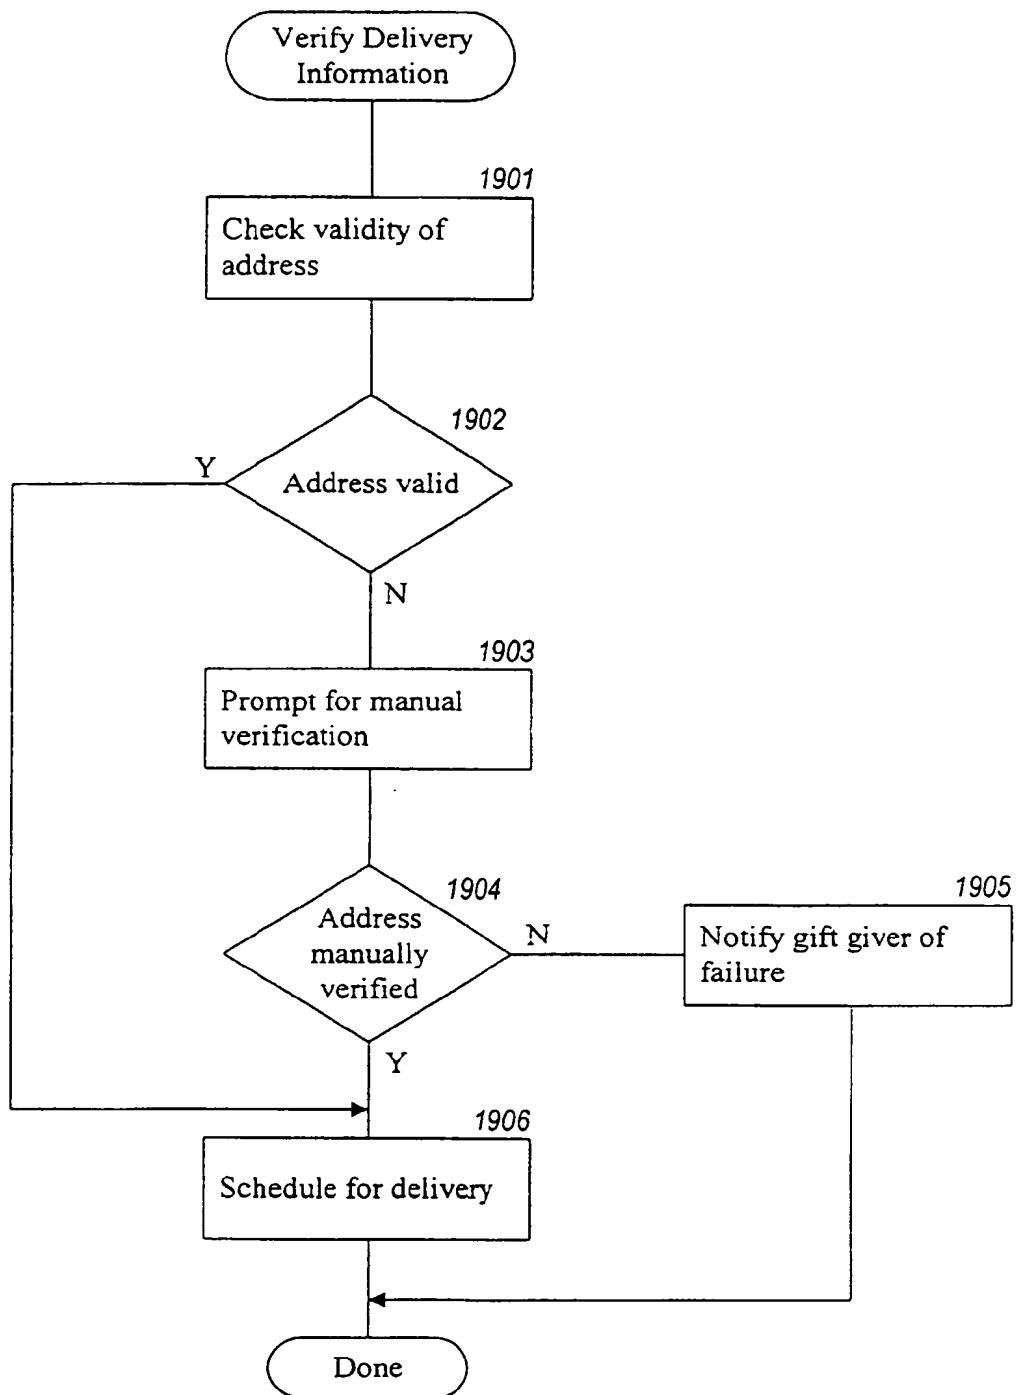 Verify Delivery
Information
1901
Check validity of
address
1902
Y
Address valid
N
1903
Prompt for manual
verification
1904
Address
manually
verified
N
1905
Notify gift giver of
failure
Y
1906
Schedule for delivery
Done